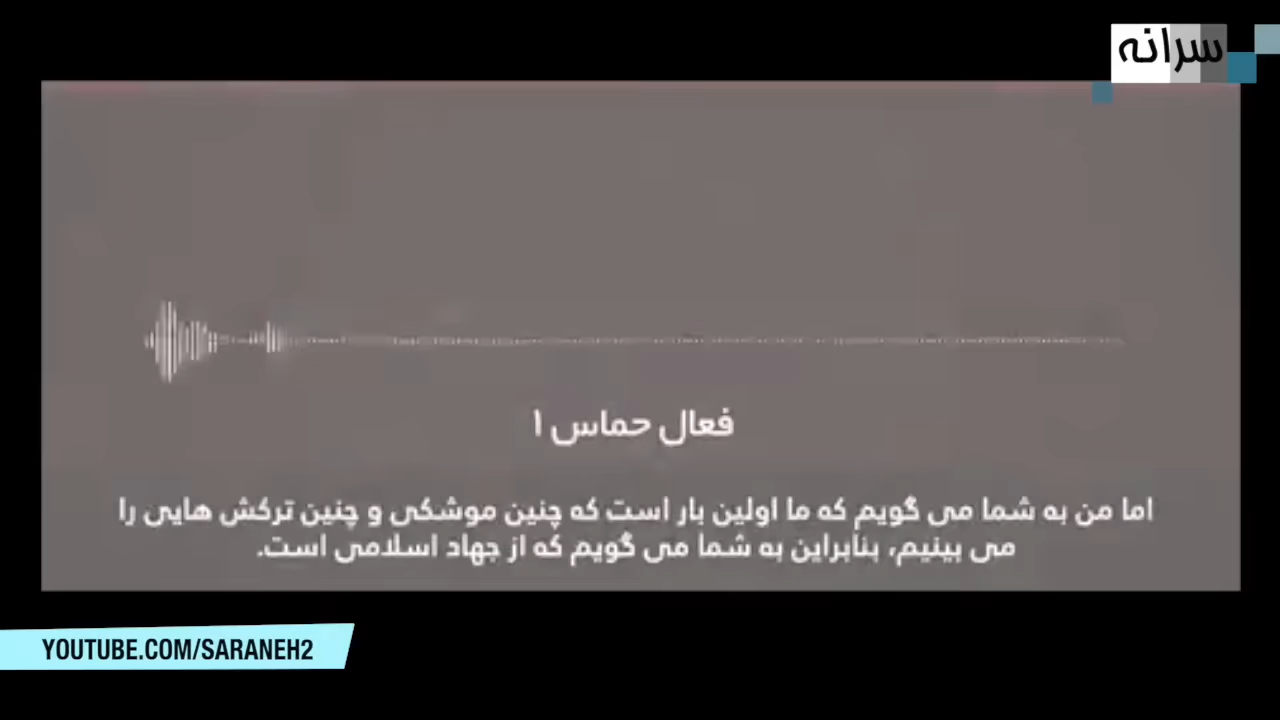 سرانه
فعال حماس ۱
اما من به شما می گویم که ما اولین بار است که چنین موشکی و چنین ترکش هایی را
می بینیم، بنابراین به شما می گویم که از جهاد اسلامی است.
YOUTUBE.COM/SARANEH2